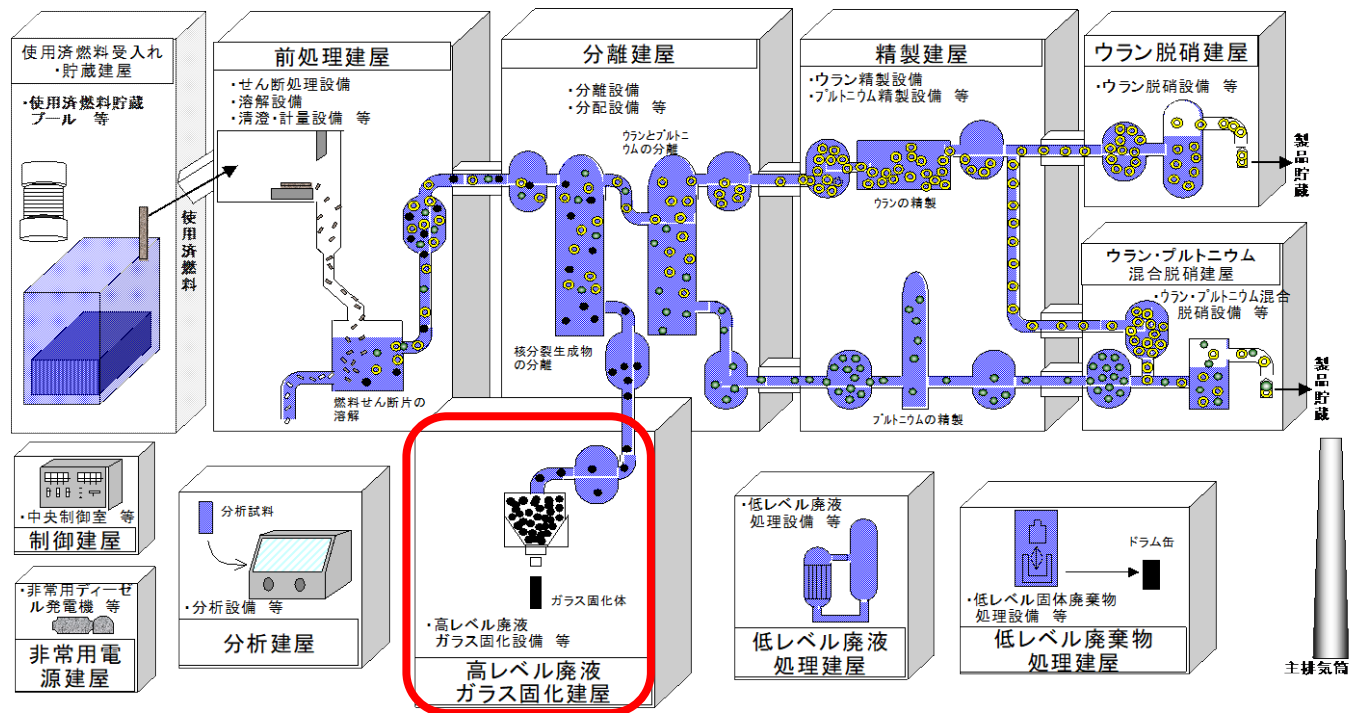 使用済燃料受入れ
・貯蔵建屋
・使用済燃料貯蔵
プール 等
使用済燃料
前処理建屋
・せん断処理設備
・溶解設備
・清澄・計量設備 等
燃料せん断片の
溶解
分離建屋
・分離設備
・分配設備 等
ウランとプルトニ
ウムの分離
核分裂生成物
の分離
精製建屋
・ウラン精製設備
・プルトニウム精製設備 等
ウランの精製
プルトニウムの精製
ウラン脱硝建屋
・ウラン脱硝設備 等
製品貯蔵
ウラン・プルトニウム
混合脱硝建屋
・ウラン・プルトニウム混合
脱硝設備 等
製品貯蔵
・中央制御室 等
制御建屋
・非常用ディーゼ
ル発電機 等
非常用電
源建屋
分析試料
・分析設備 等
分析建屋
ガラス固化体
・高レベル廃液
ガラス固化設備 等
高レベル廃液
ガラス固化建屋
・低レベル廃液
処理設備 等
低レベル廃液
処理建屋
ドラム缶
・低レベル固体廃棄物
処理設備 等
低レベル廃棄物
処理建屋
主排気筒